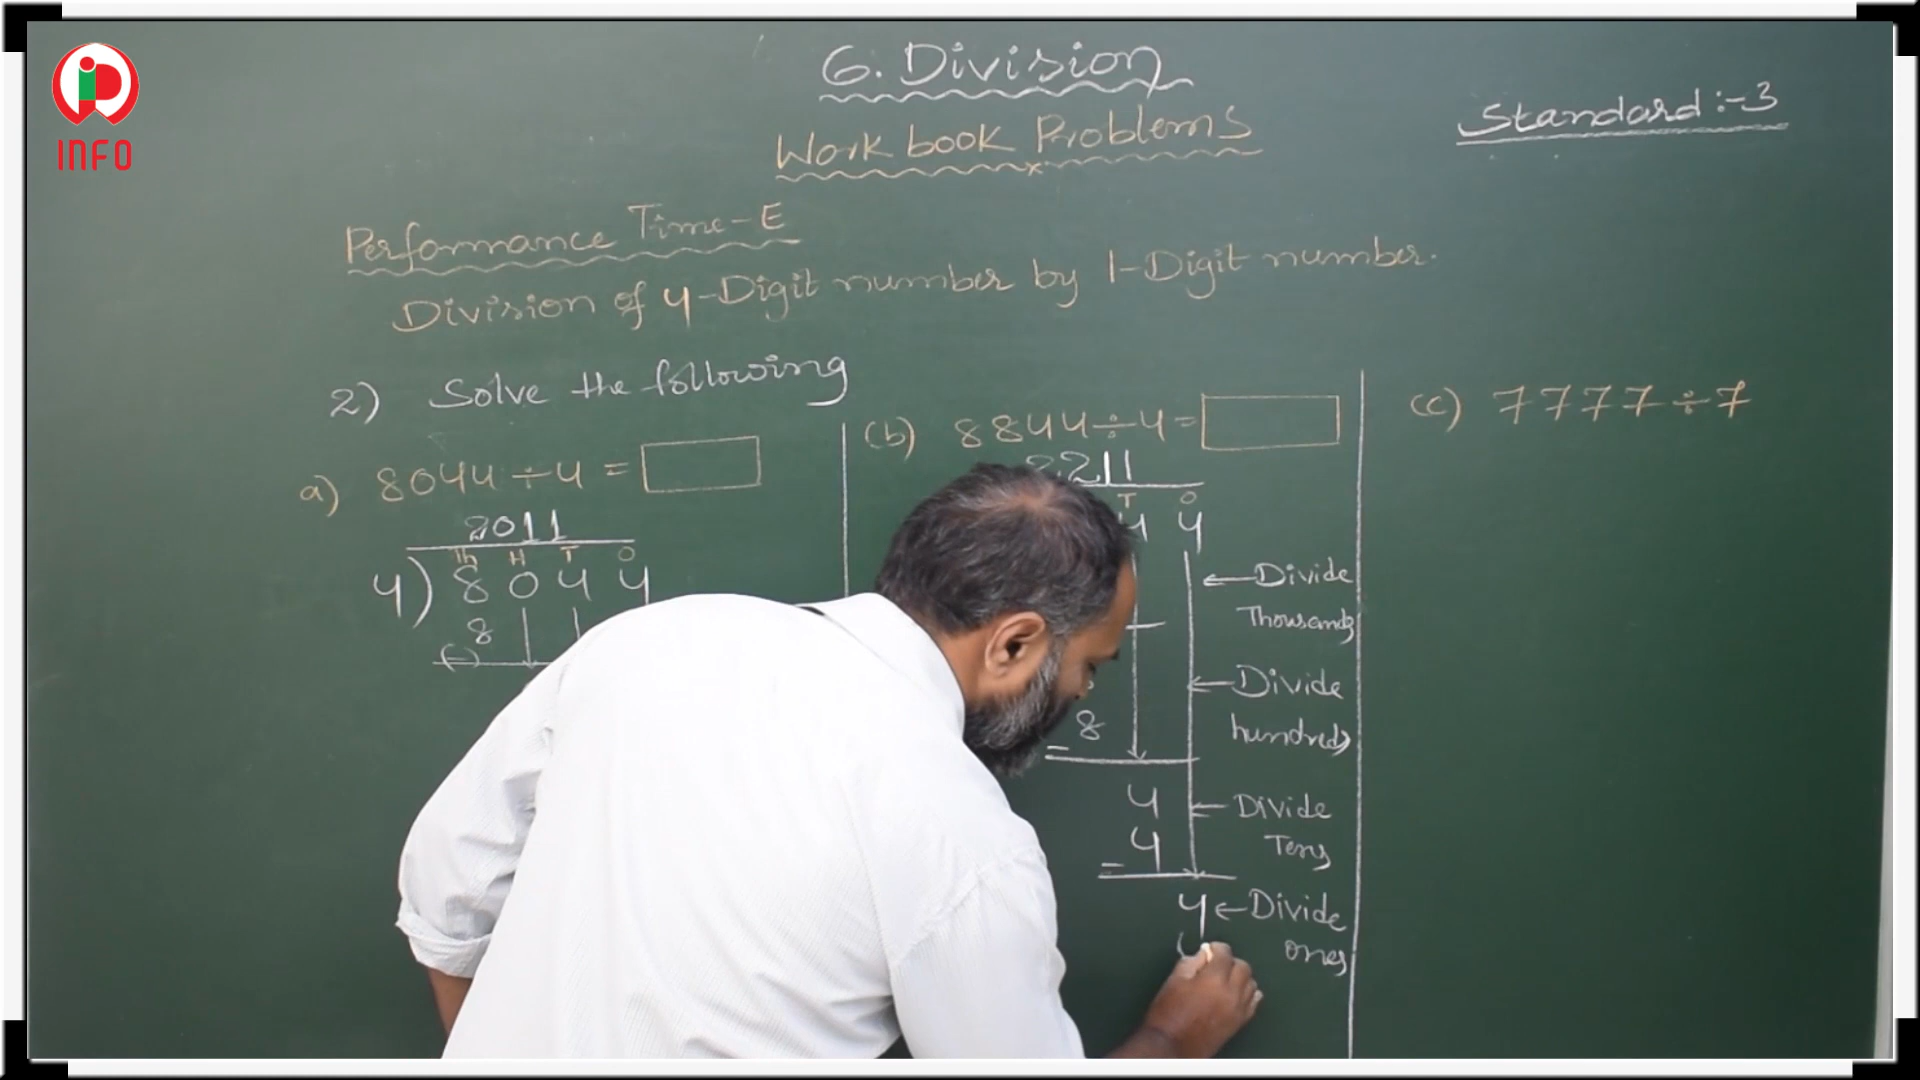 INFO
6. Division
Work book Problems
Standard :- 3
Performance Time - E
Division of 4-Digit number by 1-Digit number.
2) Solve the following
a) 8044 ÷ 4 =
2011
Th H T O
4) 8 0 4 4
8
(-)
(b) 8844 ÷ 4 =
2211
T O
4 4
← Divide
Thousands
← Divide
hundreds
8
-
4
← Divide
Tens
- 4
4 ← Divide
ones
(c) 7777 ÷ 7